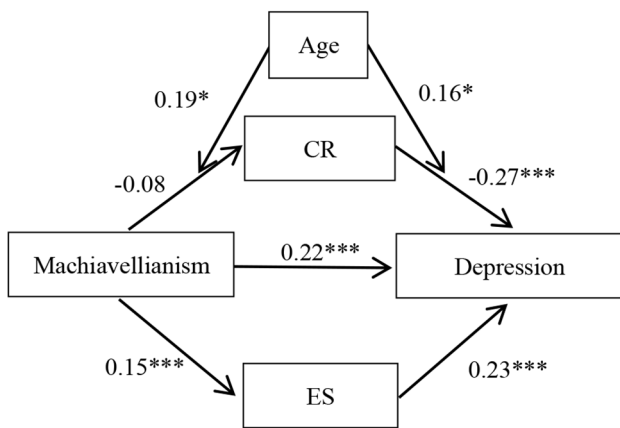 Age
0.19*
0.16*
CR
-0.08
-0.27***
Machiavellianism
0.22***
Depression
0.15***
0.23***
ES